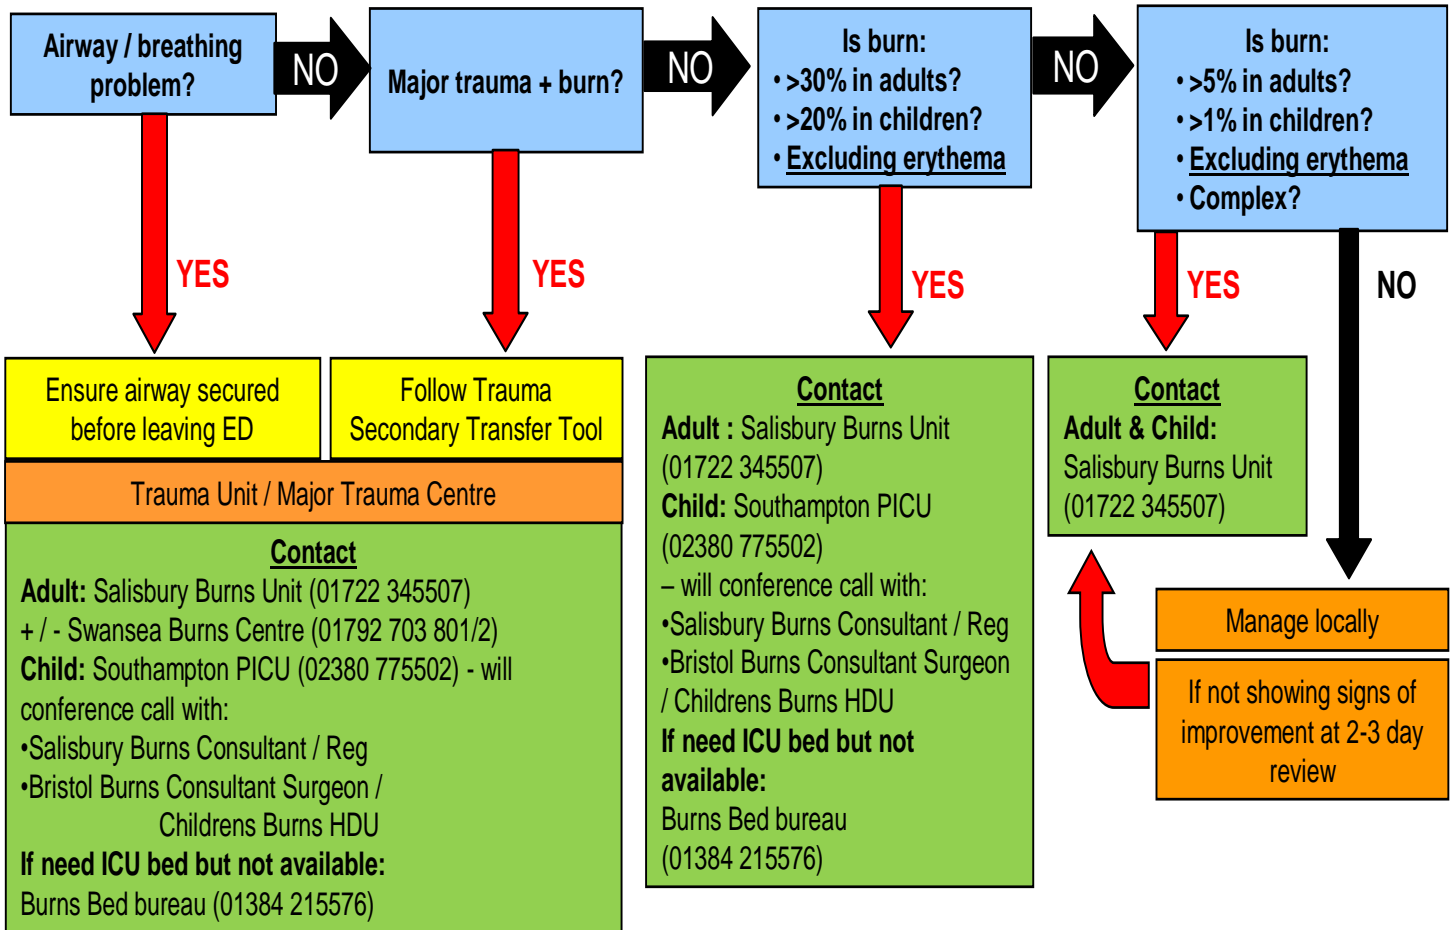 Airway / breathing
problem?
NO
Major trauma + burn?
NO
Is burn:
• >30% in adults?
• >20% in children?
• Excluding erythema
NO
Is burn:
• >5% in adults?
• >1% in children?
• Excluding erythema
• Complex?
YES
YES
YES
YES
NO
Ensure airway secured
before leaving ED
Follow Trauma
Secondary Transfer Tool
Trauma Unit / Major Trauma Centre
Contact
Adult: Salisbury Burns Unit (01722 345507)
+ / - Swansea Burns Centre (01792 703 801/2)
Child: Southampton PICU (02380 775502) - will
conference call with:
•Salisbury Burns Consultant / Reg
•Bristol Burns Consultant Surgeon /
Childrens Burns HDU
If need ICU bed but not available:
Burns Bed bureau (01384 215576)
Contact
Adult : Salisbury Burns Unit
(01722 345507)
Child: Southampton PICU
(02380 775502)
– will conference call with:
•Salisbury Burns Consultant / Reg
•Bristol Burns Consultant Surgeon
/ Childrens Burns HDU
If need ICU bed but not
available:
Burns Bed bureau
(01384 215576)
Contact
Adult & Child:
Salisbury Burns Unit
(01722 345507)
Manage locally
If not showing signs of
improvement at 2-3 day
review